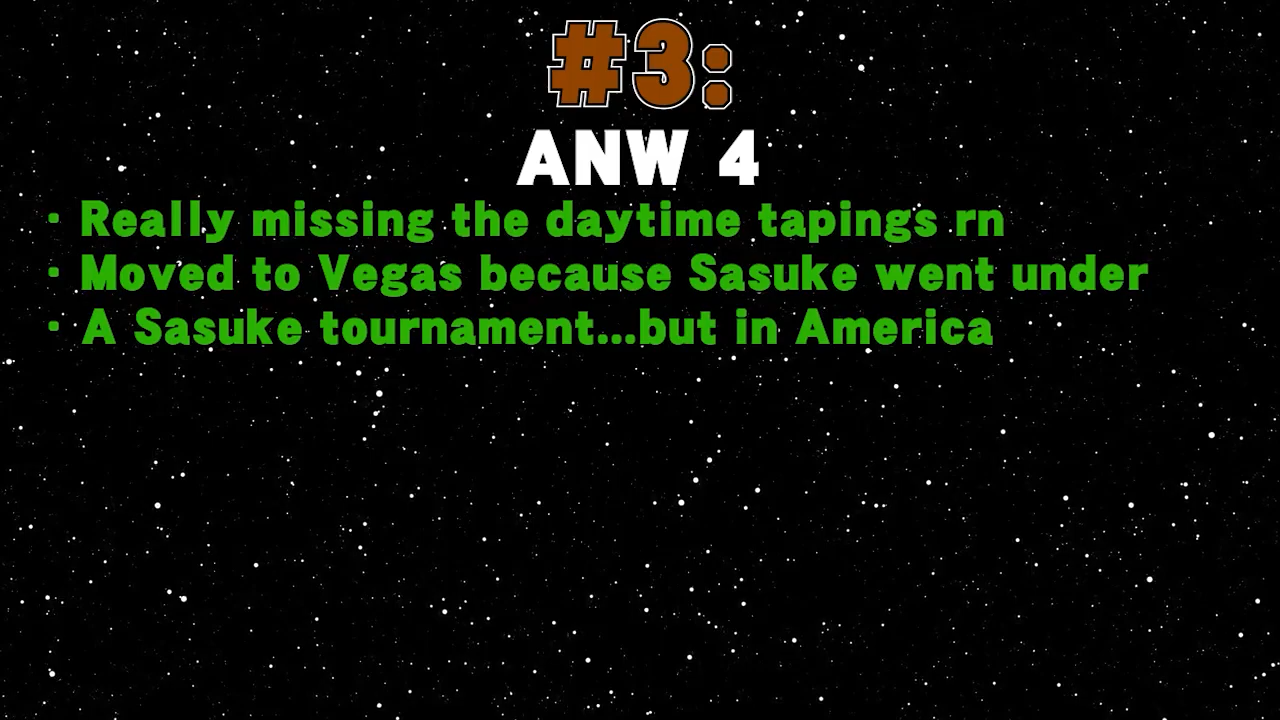 #3:
ANW 4
· Really missing the daytime tapings rn
· Moved to Vegas because Sasuke went under
· A Sasuke tournament...but in America